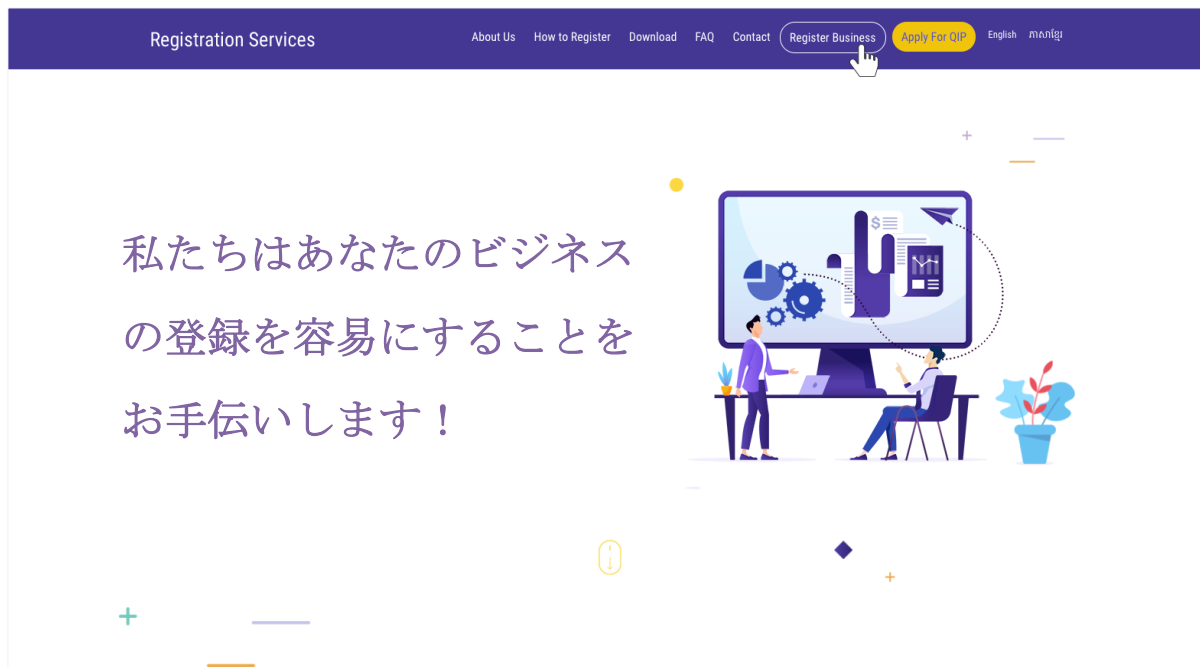 Registration Services
About Us How to Register Download FAQ Contact Register Business Apply For QIP English ភាសាខ្មែរ
$
私たちはあなたのビジネス
の登録を容易にすることを
お手伝いします！